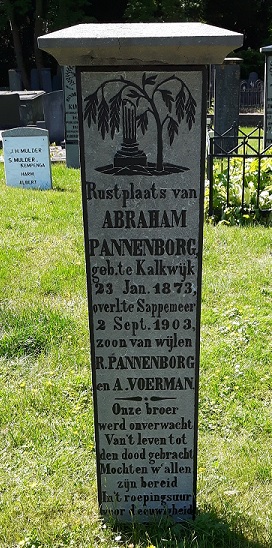 Rustplaats van
ABRAHAM
PANNENBORG,
geb.te Kalkwijk
23 Jan. 1873,
overl.te Sappemeer
2 Sept. 1903,
zoon van wijlen
R. PANNENBORG
en A. VOERMAN.
Onze broer
werd onverwacht
Van't leven tot
den dood gebracht
Mochten w'allen
zijn bereid
In't roepingsuur
voor d'eeuwigheid
J.H MULDER
S MULDER-
KAMPENGA
HARM
ALBERT